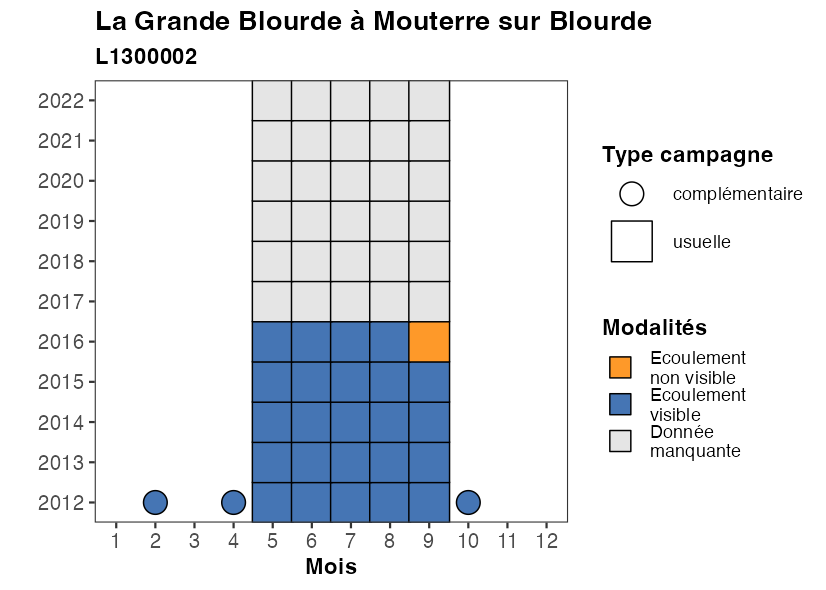 La Grande Blourde à Mouterre sur Blourde
L1300002
2022
2021
2020
2019
2018
2017
2016
2015
2014
2013
2012
1 2 3 4 5 6 7 8 9 10 11 12
Mois
Type campagne
complémentaire
usuelle
Modalités
Ecoulement
non visible
Ecoulement
visible
Donnée
manquante